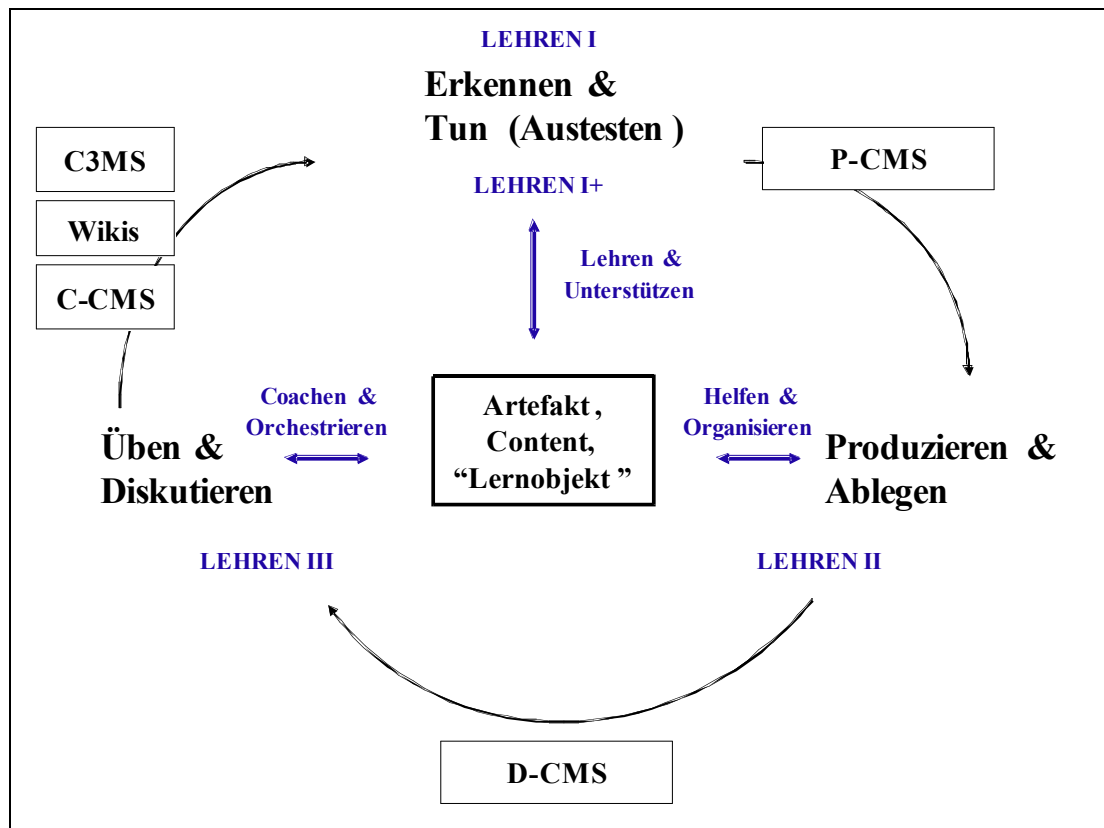 LEHREN I
Erkennen &
Tun (Austesten )
LEHREN I+
C3MS
Wikis
C-CMS
P-CMS
Lehren &
Unterstützen
Coachen &
Orchestrieren
Artefakt ,
Content,
“Lernobjekt ”
Helfen &
Organisieren
Üben &
Diskutieren
Produzieren &
Ablegen
LEHREN III
LEHREN II
D-CMS